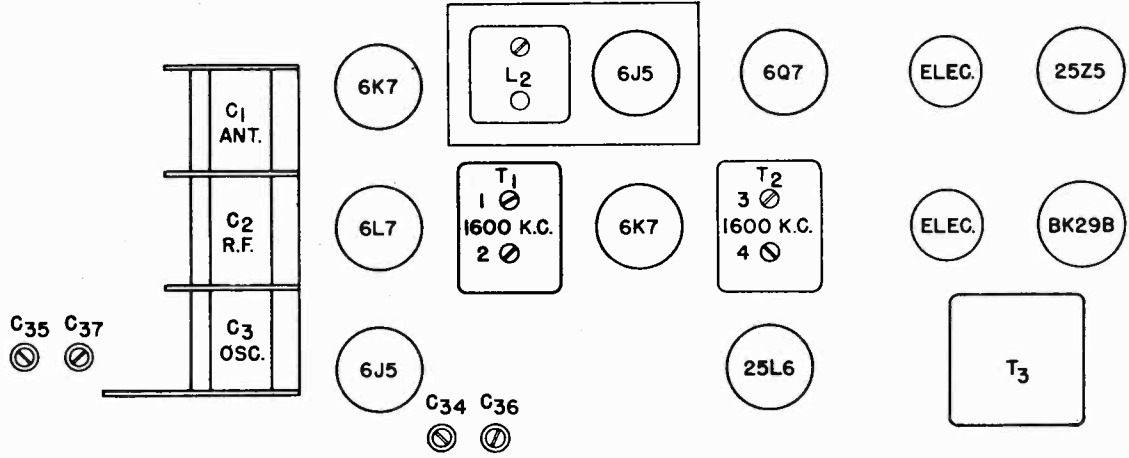 C1
ANT.
C2
R.F.
C3
OSC.
C35
C37
6K7
L2
6J5
6Q7
ELEC.
25Z5
6L7
T1
1
1600 K.C.
2
6K7
T2
3
1600 K.C.
4
ELEC.
BK29B
6J5
C34
C36
25L6
T3